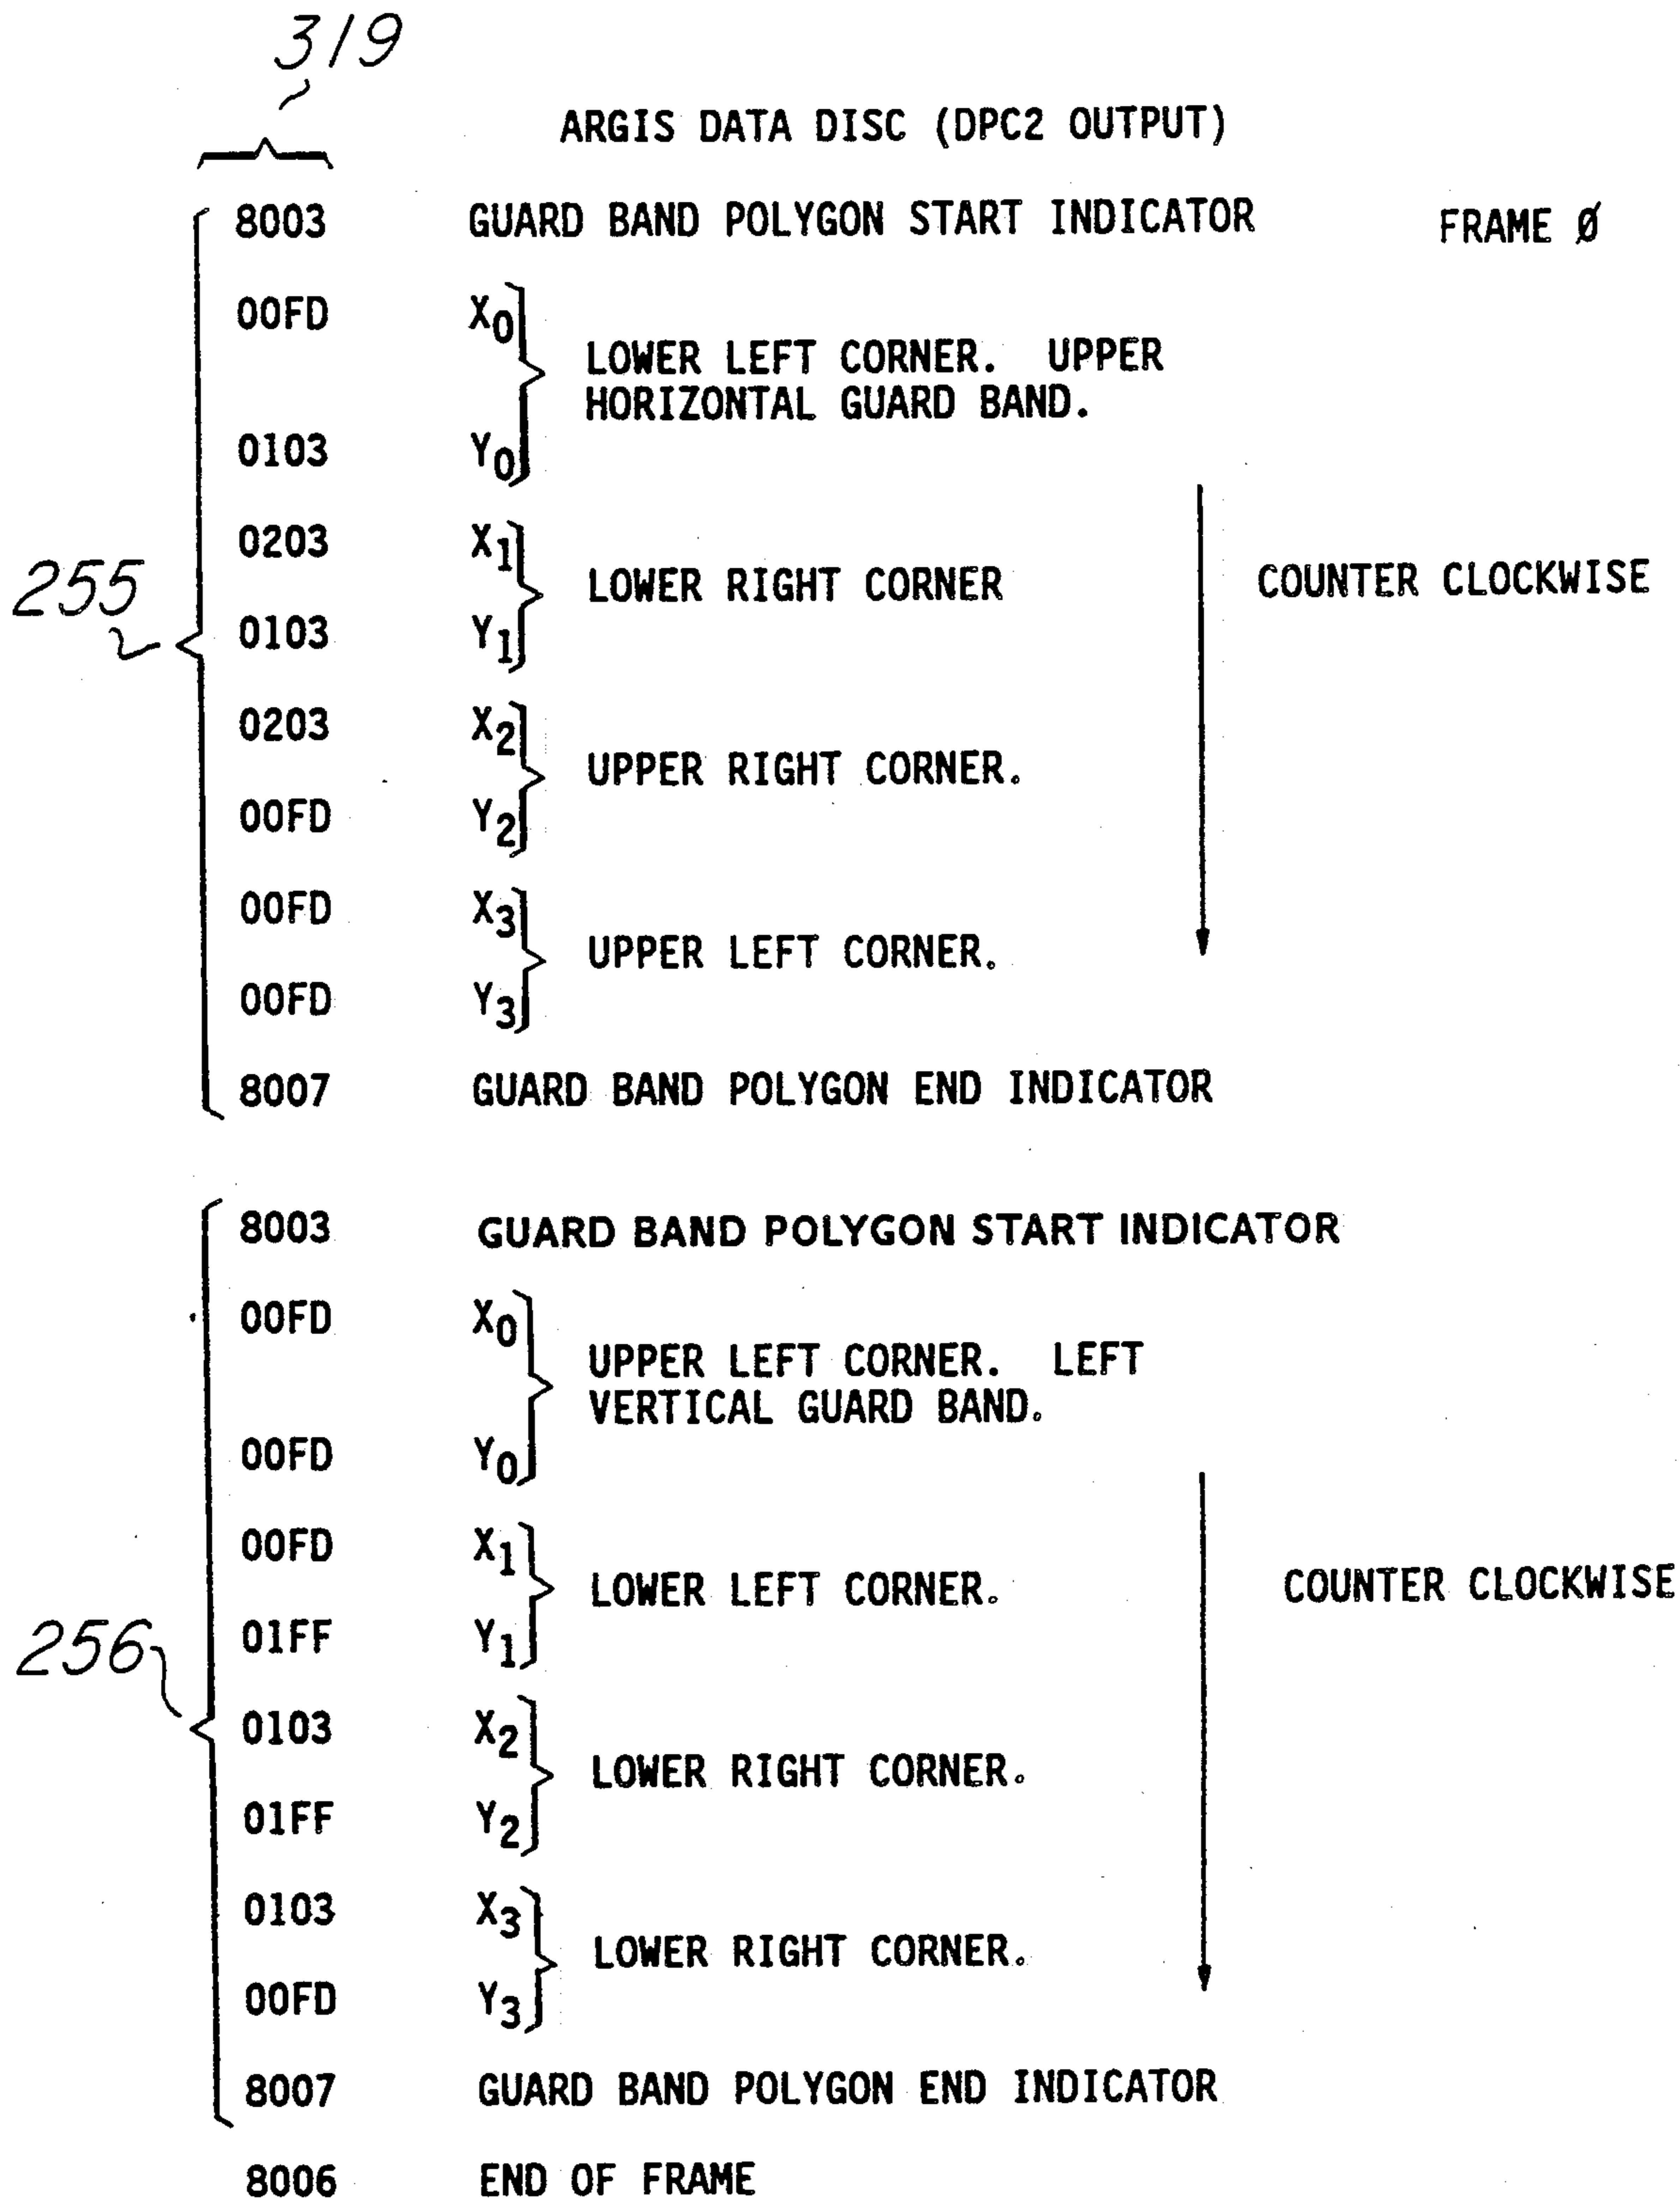 319
ARGIS DATA DISC (DPC2 OUTPUT)
8003 GUARD BAND POLYGON START INDICATOR FRAME Ø
00FD X0
LOWER LEFT CORNER. UPPER
HORIZONTAL GUARD BAND.
0103 Y0
0203 X1
255 LOWER RIGHT CORNER COUNTER CLOCKWISE
0103 Y1
0203 X2
UPPER RIGHT CORNER.
00FD Y2
00FD X3
UPPER LEFT CORNER.
00FD Y3
8007 GUARD BAND POLYGON END INDICATOR
8003 GUARD BAND POLYGON START INDICATOR
00FD X0
UPPER LEFT CORNER. LEFT
VERTICAL GUARD BAND.
00FD Y0
00FD X1
LOWER LEFT CORNER. COUNTER CLOCKWISE
256 01FF Y1
0103 X2
LOWER RIGHT CORNER.
01FF Y2
0103 X3
LOWER RIGHT CORNER.
00FD Y3
8007 GUARD BAND POLYGON END INDICATOR
8006 END OF FRAME